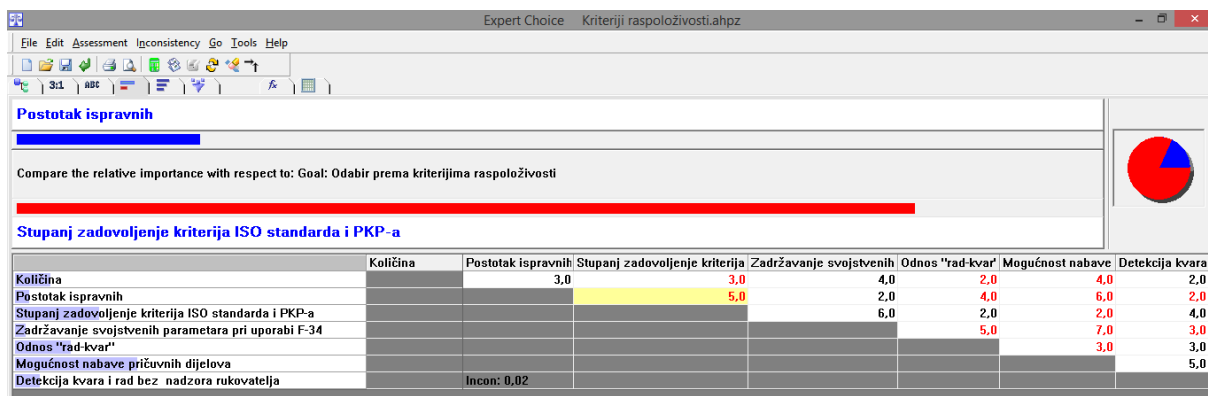 Expert Choice Kriteriji raspoloživosti.ahpz
File Edit Assessment Inconsistency Go Tools Help
3:1 ABC fx
Postotak ispravnih
Compare the relative importance with respect to: Goal: Odabir prema kriterijima raspoloživosti
Stupanj zadovoljenje kriterija ISO standarda i PKP-a
Količina Postotak ispravnih Stupanj zadovoljenje kriterija Zadržavanje svojstvenih Odnos "rad-kvar' Mogućnost nabave Detekcija kvara
Količina 3,0 3,0 4,0 2,0 4,0 2,0
Postotak ispravnih 5,0 2,0 4,0 6,0 2,0
Stupanj zadovoljenje kriterija ISO standarda i PKP-a 6,0 2,0 2,0 4,0
Zadržavanje svojstvenih parametara pri uporabi F-34 5,0 7,0 3,0
Odnos "rad-kvar" 3,0 3,0
Mogućnost nabave pričuvnih dijelova 5,0
Detekcija kvara i rad bez nadzora rukovatelja Incon: 0,02